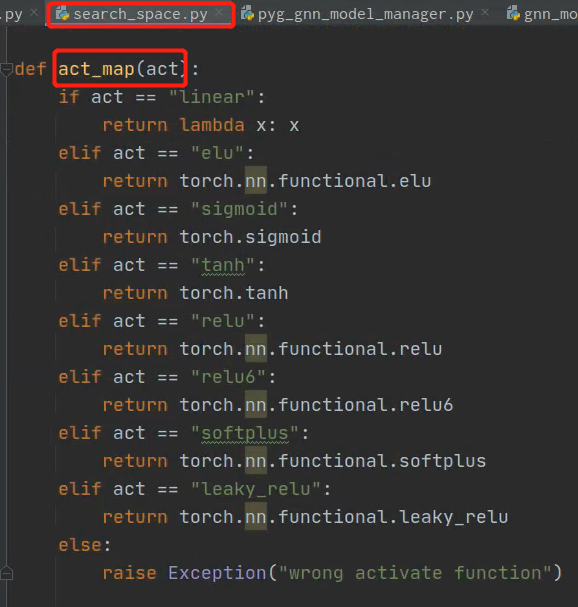 .py × search_space.py × pyg_gnn_model_manager.py × gnn_mo
def act_map(act):
    if act == "linear":
        return lambda x: x
    elif act == "elu":
        return torch.nn.functional.elu
    elif act == "sigmoid":
        return torch.sigmoid
    elif act == "tanh":
        return torch.tanh
    elif act == "relu":
        return torch.nn.functional.relu
    elif act == "relu6":
        return torch.nn.functional.relu6
    elif act == "softplus":
        return torch.nn.functional.softplus
    elif act == "leaky_relu":
        return torch.nn.functional.leaky_relu
    else:
        raise Exception("wrong activate function")